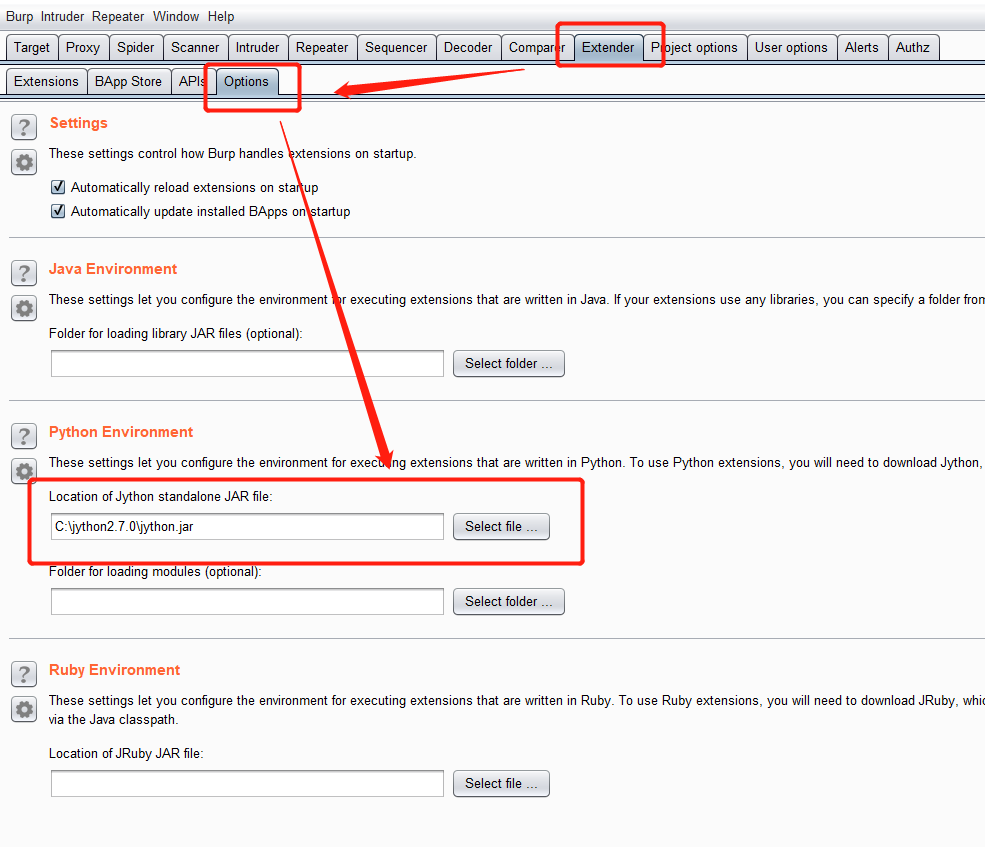 Burp Intruder Repeater Window Help
Target Proxy Spider Scanner Intruder Repeater Sequencer Decoder Comparer Extender Project options User options Alerts Authz
Extensions BApp Store APIs Options
? Settings
These settings control how Burp handles extensions on startup.
Automatically reload extensions on startup
Automatically update installed BApps on startup
? Java Environment
These settings let you configure the environment for executing extensions that are written in Java. If your extensions use any libraries, you can specify a folder from
Folder for loading library JAR files (optional):
Select folder ...
? Python Environment
These settings let you configure the environment for executing extensions that are written in Python. To use Python extensions, you will need to download Jython,
Location of Jython standalone JAR file:
C:\jython2.7.0\jython.jar Select file ...
Folder for loading modules (optional):
Select folder ...
? Ruby Environment
These settings let you configure the environment for executing extensions that are written in Ruby. To use Ruby extensions, you will need to download JRuby, whic
via the Java classpath.
Location of JRuby JAR file:
Select file ...